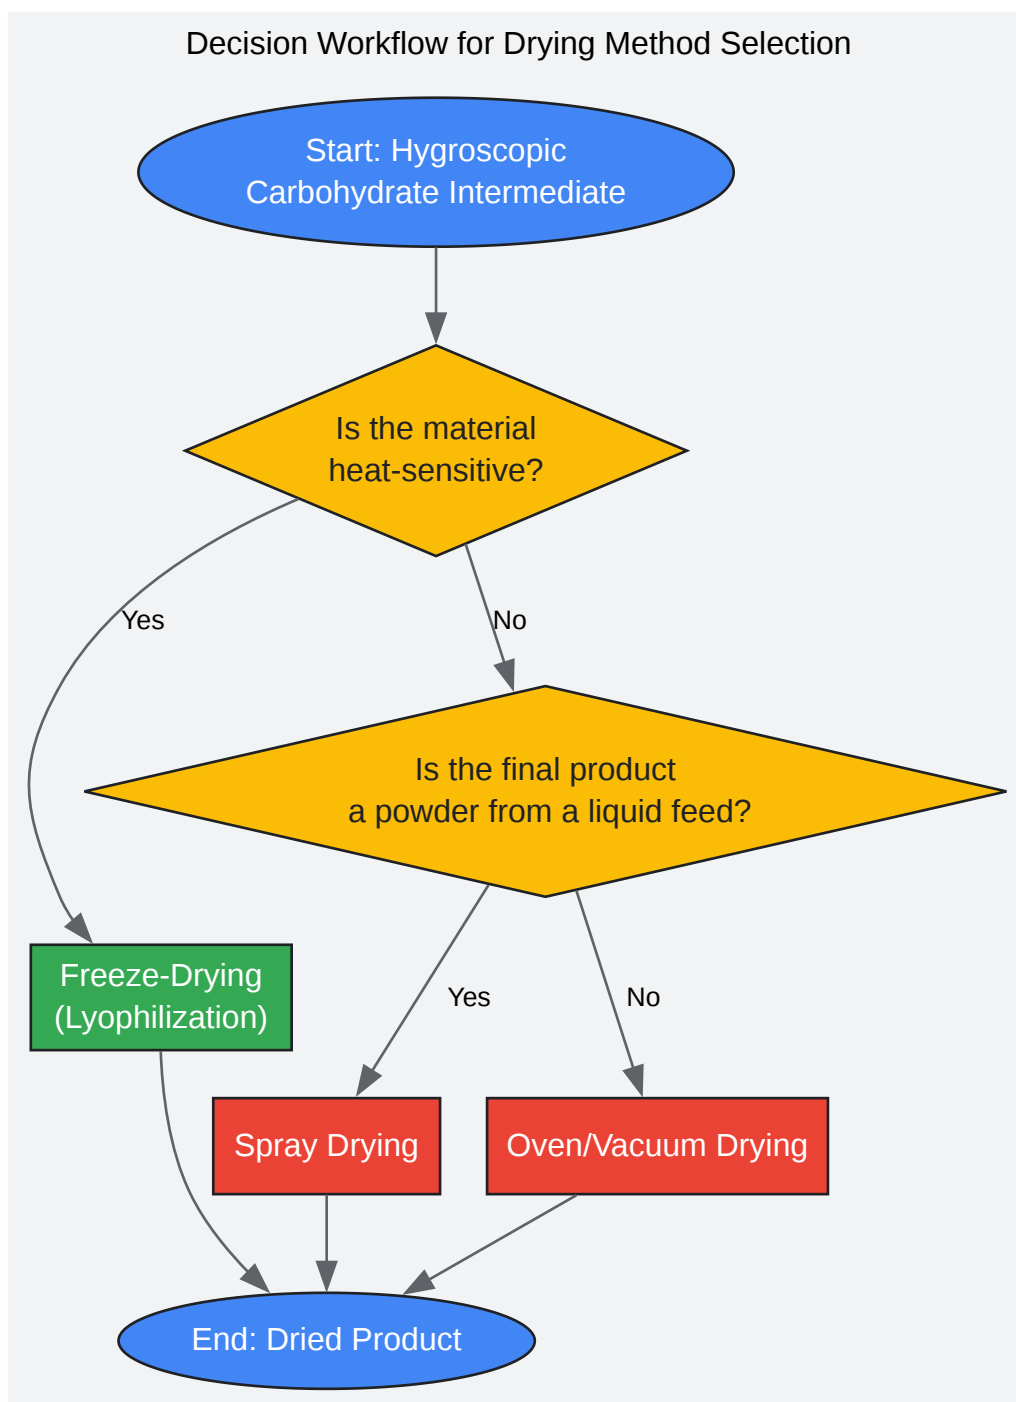 Decision Workflow for Drying Method Selection
Start: Hygroscopic
Carbohydrate Intermediate
Is the material
heat-sensitive?
Yes
No
Is the final product
a powder from a liquid feed?
Freeze-Drying
(Lyophilization)
Yes
No
Spray Drying
Oven/Vacuum Drying
End: Dried Product